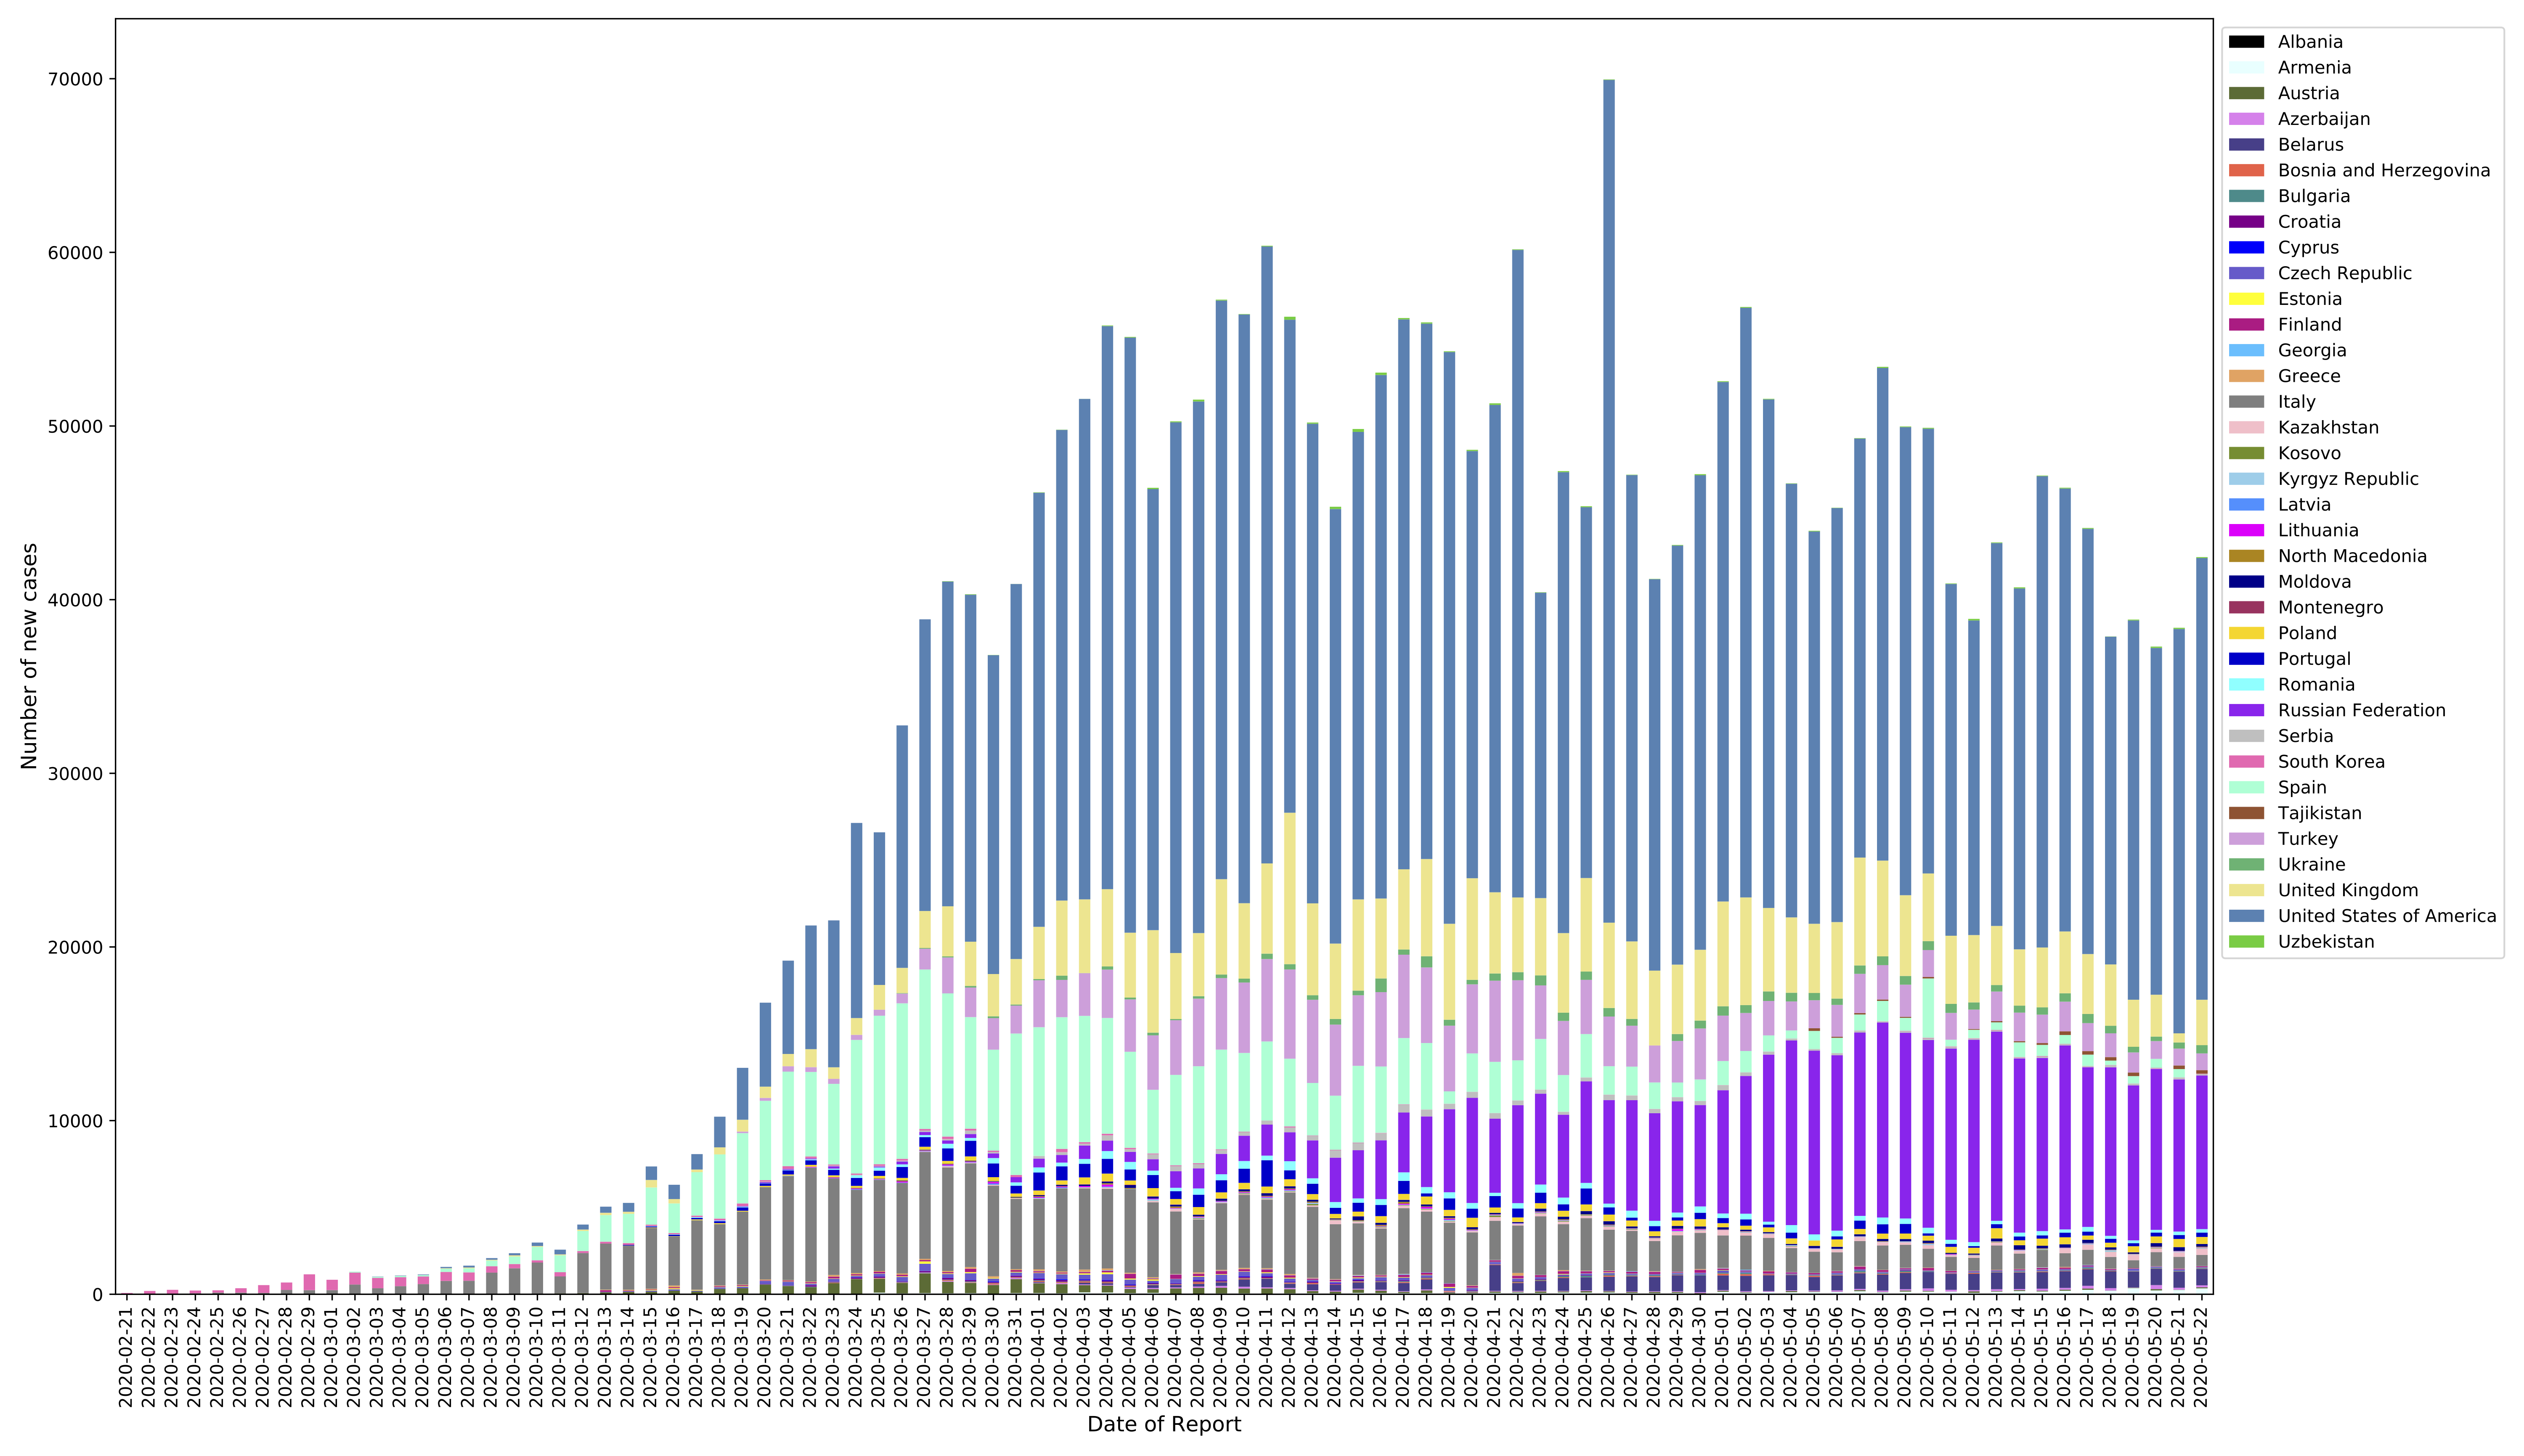 70000
60000
50000
40000
30000
20000
10000
0
Number of new cases
2020-02-21
2020-02-22
2020-02-23
2020-02-24
2020-02-25
2020-02-26
2020-02-27
2020-02-28
2020-02-29
2020-03-01
2020-03-02
2020-03-03
2020-03-04
2020-03-05
2020-03-06
2020-03-07
2020-03-08
2020-03-09
2020-03-10
2020-03-11
2020-03-12
2020-03-13
2020-03-14
2020-03-15
2020-03-16
2020-03-17
2020-03-18
2020-03-19
2020-03-20
2020-03-21
2020-03-22
2020-03-23
2020-03-24
2020-03-25
2020-03-26
2020-03-27
2020-03-28
2020-03-29
2020-03-30
2020-03-31
2020-04-01
2020-04-02
2020-04-03
2020-04-04
2020-04-05
2020-04-06
2020-04-07
2020-04-08
2020-04-09
2020-04-10
2020-04-11
2020-04-12
2020-04-13
2020-04-14
2020-04-15
2020-04-16
2020-04-17
2020-04-18
2020-04-19
2020-04-20
2020-04-21
2020-04-22
2020-04-23
2020-04-24
2020-04-25
2020-04-26
2020-04-27
2020-04-28
2020-04-29
2020-04-30
2020-05-01
2020-05-02
2020-05-03
2020-05-04
2020-05-05
2020-05-06
2020-05-07
2020-05-08
2020-05-09
2020-05-10
2020-05-11
2020-05-12
2020-05-13
2020-05-14
2020-05-15
2020-05-16
2020-05-17
2020-05-18
2020-05-19
2020-05-20
2020-05-21
2020-05-22
Date of Report
Albania
Armenia
Austria
Azerbaijan
Belarus
Bosnia and Herzegovina
Bulgaria
Croatia
Cyprus
Czech Republic
Estonia
Finland
Georgia
Greece
Italy
Kazakhstan
Kosovo
Kyrgyz Republic
Latvia
Lithuania
North Macedonia
Moldova
Montenegro
Poland
Portugal
Romania
Russian Federation
Serbia
South Korea
Spain
Tajikistan
Turkey
Ukraine
United Kingdom
United States of America
Uzbekistan